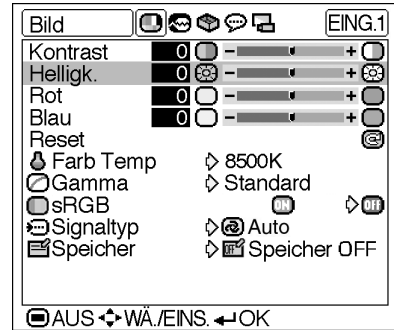 Bild EING.1
Kontrast 0 - +
Helligk. 0 - +
Rot 0 - +
Blau 0 - +
Reset
Farb Temp 8500K
Gamma Standard
sRGB ON OFF
Signaltyp Auto
Speicher OFF Speicher OFF
AUS WÄ./EINS. OK